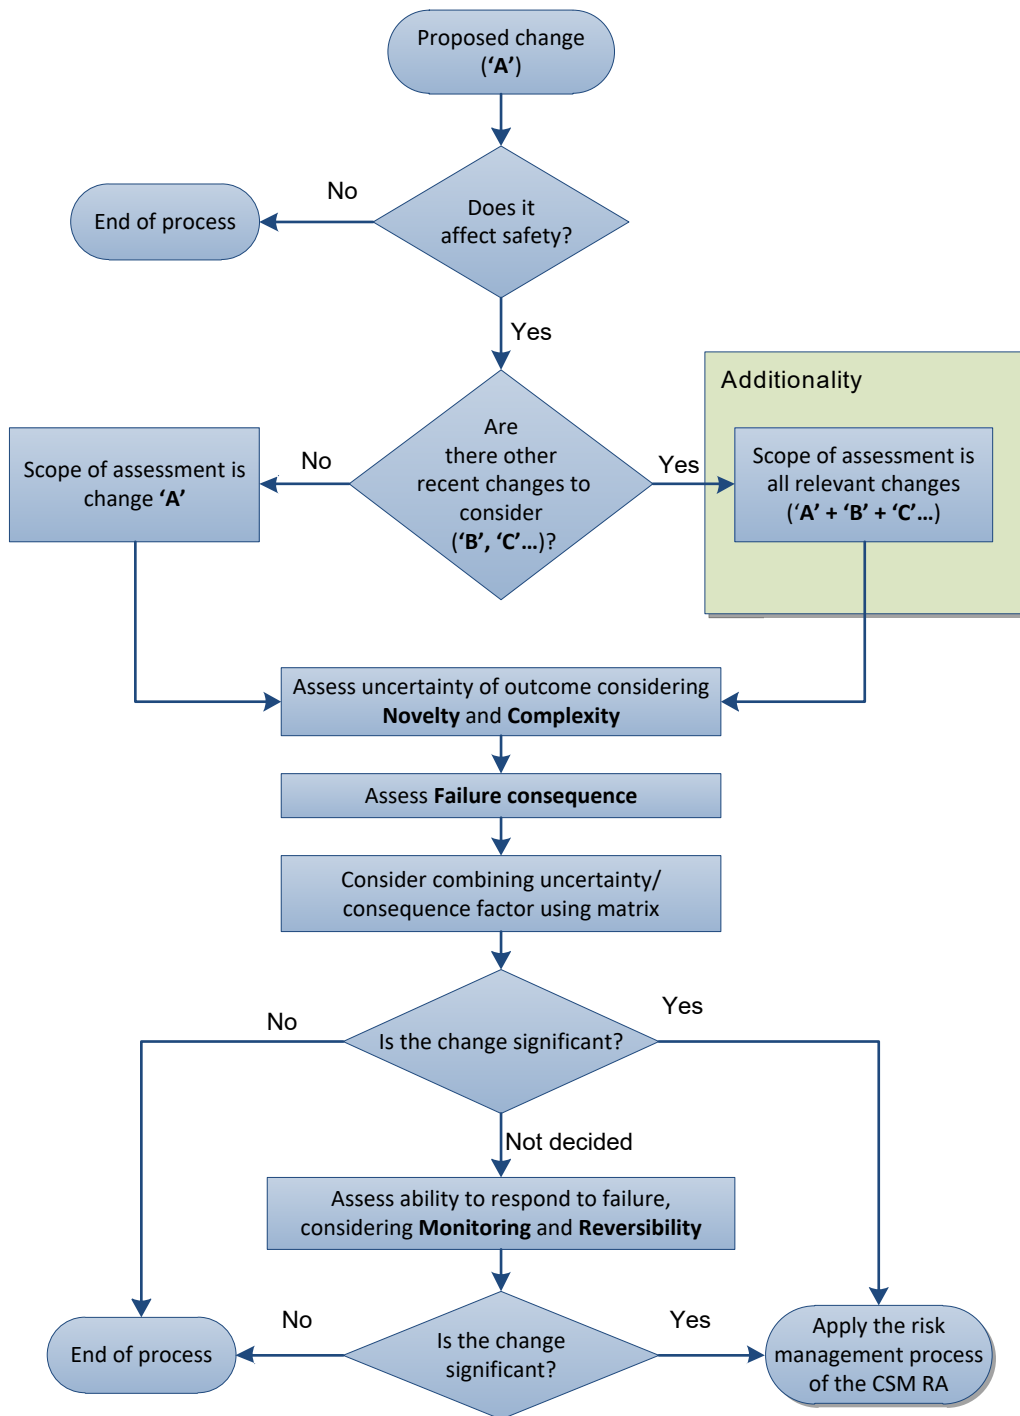 Proposed change
(‘A’)
No
Does it
affect safety?
End of process
Yes
Additionality
Are
there other
recent changes to
consider
(‘B’, ‘C’...)?
No
Yes
Scope of assessment is
change ‘A’
Scope of assessment is
all relevant changes
(‘A’ + ‘B’ + ‘C’...)
Assess uncertainty of outcome considering
Novelty and Complexity
Assess Failure consequence
Consider combining uncertainty/
consequence factor using matrix
No
Yes
Is the change significant?
Not decided
Assess ability to respond to failure,
considering Monitoring and Reversibility
No
Yes
Is the change
significant?
End of process
Apply the risk
management process
of the CSM RA